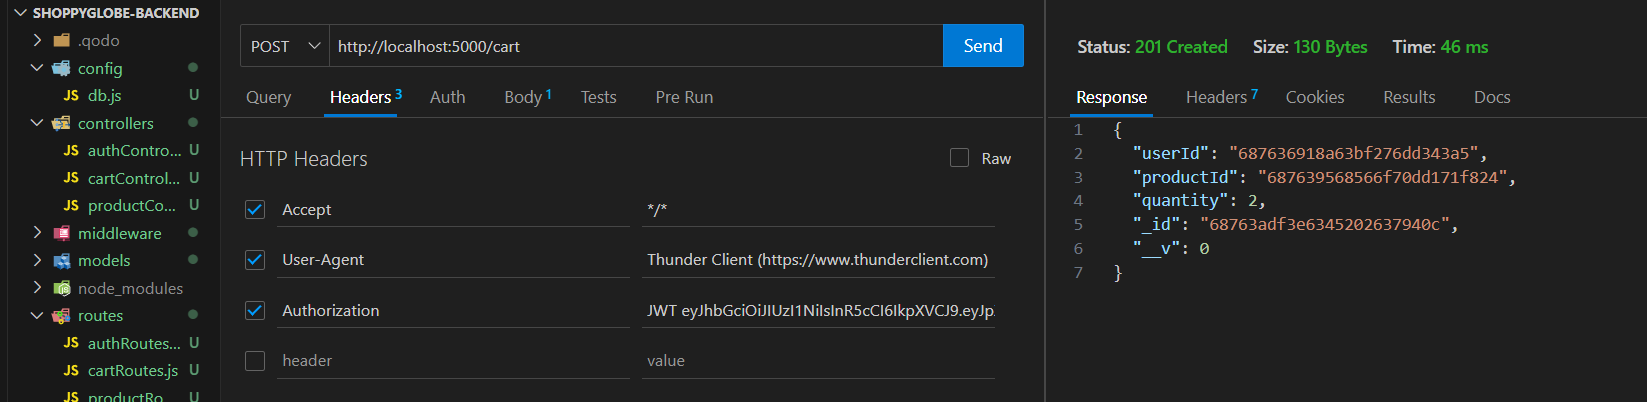 SHOPPYGLOBE-BACKEND
.qodo
config
JS db.js U
controllers
JS authContro... U
JS cartControl... U
JS productCo... U
middleware
models
node_modules
routes
JS authRoutes... U
JS cartRoutes.js U
JS productRo... U
POST http://localhost:5000/cart Send
Query Headers 3 Auth Body 1 Tests Pre Run
HTTP Headers Raw
Accept */*
User-Agent Thunder Client (https://www.thunderclient.com)
Authorization JWT eyJhbGciOiJIUzI1NiIsInR5cCI6IkpXVCJ9.eyJp
header value
Status: 201 Created Size: 130 Bytes Time: 46 ms
Response Headers 7 Cookies Results Docs
1 {
2 "userId": "687636918a63bf276dd343a5",
3 "productId": "687639568566f70dd171f824",
4 "quantity": 2,
5 "_id": "68763adf3e6345202637940c",
6 "__v": 0
7 }